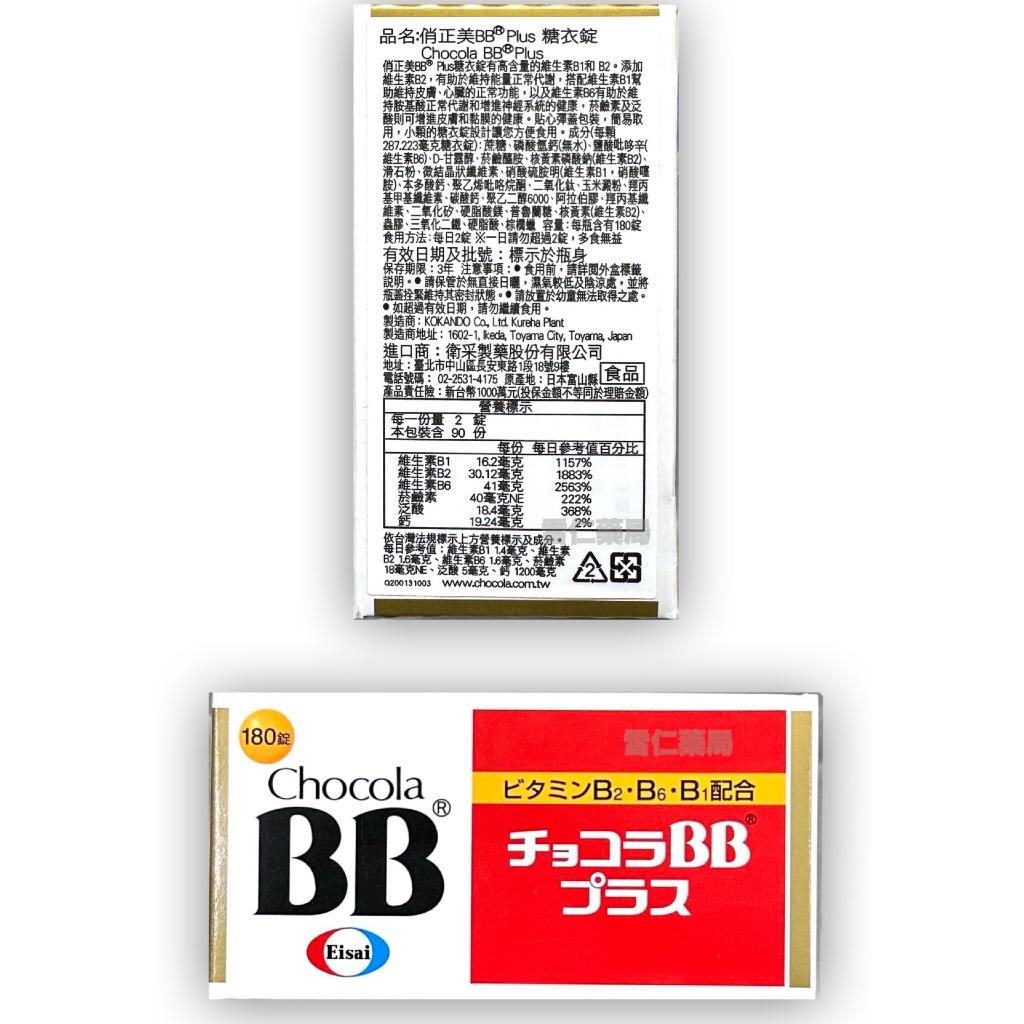 品名:俏正美BB®Plus 糖衣錠
Chocola BB®Plus
俏正美BB® Plus糖衣錠有高含量的維生素B1和 B2。添加
維生素B2，有助於維持能量正常代謝，搭配維生素B1幫
助維持皮膚、心臟的正常功能，以及維生素B6有助於維
持胺基酸正常代謝和增進神經系統的健康，菸鹼素及泛
酸則可增進皮膚和黏膜的健康。貼心彈蓋包裝，簡易取
用，小顆的糖衣錠設計讓您方便食用。成分(每顆
287.223毫克糖衣錠):蔗糖、磷酸氫鈣(無水)、鹽酸吡哆辛(
維生素B6)、D-甘露醇、菸鹼醯胺、核黃素磷酸鈉(維生素B2)、
滑石粉、微結晶狀纖維素、硝酸硫胺明(維生素B1，硝酸噻
胺)、本多酸鈣、聚乙烯吡咯烷酮、二氧化鈦、玉米澱粉、羥丙
基甲基纖維素、碳酸鈣、聚乙二醇6000、阿拉伯膠、羥丙基纖
維素、二氧化矽、硬脂酸鎂、普魯蘭糖、核黃素(維生素B2)、
蟲膠、三氧化二鐵、硬脂酸、棕櫚蠟 容量:每瓶含有180錠
食用方法:每日2錠 ※一日請勿超過2錠，多食無益
有效日期及批號：標示於瓶身
保存期限：3年 注意事項：●食用前，請詳閱外盒標籤
說明。●請保管於無直接日曬，濕氣較低及陰涼處，並將
瓶蓋拴緊維持其密封狀態。●請放置於幼童無法取得之處。
●如超過有效日期，請勿繼續食用。
製造商：KOKANDO Co., Ltd. Kureha Plant
製造商地址：1602-1, Ikeda, Toyama City, Toyama, Japan
進口商：衛采製藥股份有限公司
地址：臺北市中山區長安東路1段18號9樓
電話號碼： 02-2531-4175 原產地：日本富山縣 食品
產品責任險：新台幣1000萬元(投保金額不等同於理賠金額)
營養標示
每一份量 2 錠
本包裝含 90 份
每份 每日參考值百分比
維生素B1 16.2毫克 1157%
維生素B2 30.12毫克 1883%
維生素B6 41毫克 2563%
菸鹼素 40毫克NE 222%
泛酸 18.4毫克 368%
鈣 19.24毫克 2%
雷仁藥局
依台灣法規標示上方營養標示及成分。
每日參考值：維生素B1 1.4毫克、維生素
B2 1.6毫克、維生素B6 1.6毫克、菸鹼素
18毫克NE、泛酸 5毫克、鈣 1200毫克
0200131003 www.chocola.com.tw
2
180錠
Chocola
BB®
Eisai
雷仁藥局
ビタミンB2・B6・B1配合
チョコラBB®
プラス